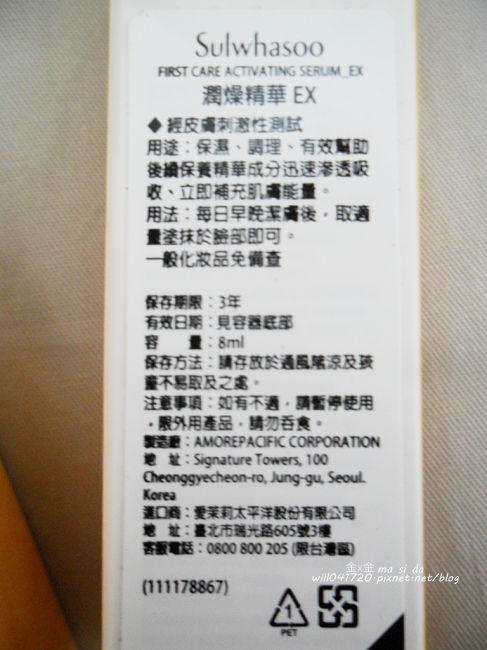 Sulwhasoo
FIRST CARE ACTIVATING SERUM_EX
潤燥精華 EX
◆ 經皮膚刺激性測試
用途：保濕、調理、有效幫助
後續保養精華成分迅速滲透吸
收、立即補充肌膚能量。
用法：每日早晚潔膚後，取適
量塗抹於臉部即可。
一般化妝品免備查
保存期限：3年
有效日期：見容器底部
容　　量：8ml
保存方法：請存放於通風陰涼及孩
童不易取及之處。
注意事項：如有不適，請暫停使用
，限外用產品，請勿吞食。
製造廠：AMOREPACIFIC CORPORATION
地　址：Signature Towers, 100
Cheonggyecheon-ro, Jung-gu, Seoul.
Korea
進口商：愛茉莉太平洋股份有限公司
地　址：臺北市瑞光路605號3樓
客服電話：0800 800 205 (限台灣區)
(111178867)
1
PET
金x金 ma si da
will041720.pixnet.net/blog